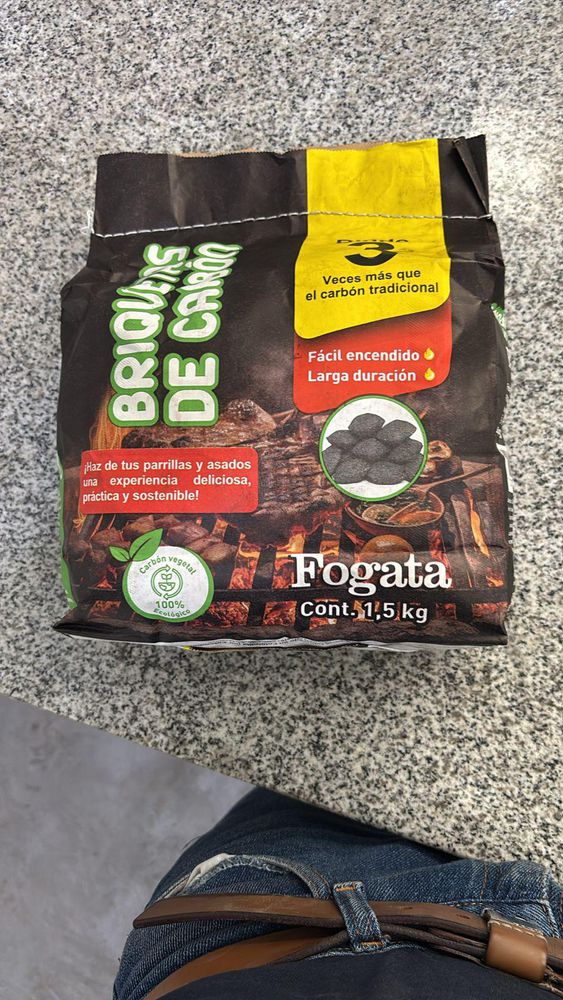 BRIQUETAS
DE CARBÓN
3
Veces más que
el carbón tradicional
Fácil encendido
Larga duración
¡Haz de tus parrillas y asados
una experiencia deliciosa,
práctica y sostenible!
Carbón vegetal
100%
Ecológico
Fogata
Cont. 1,5 kg